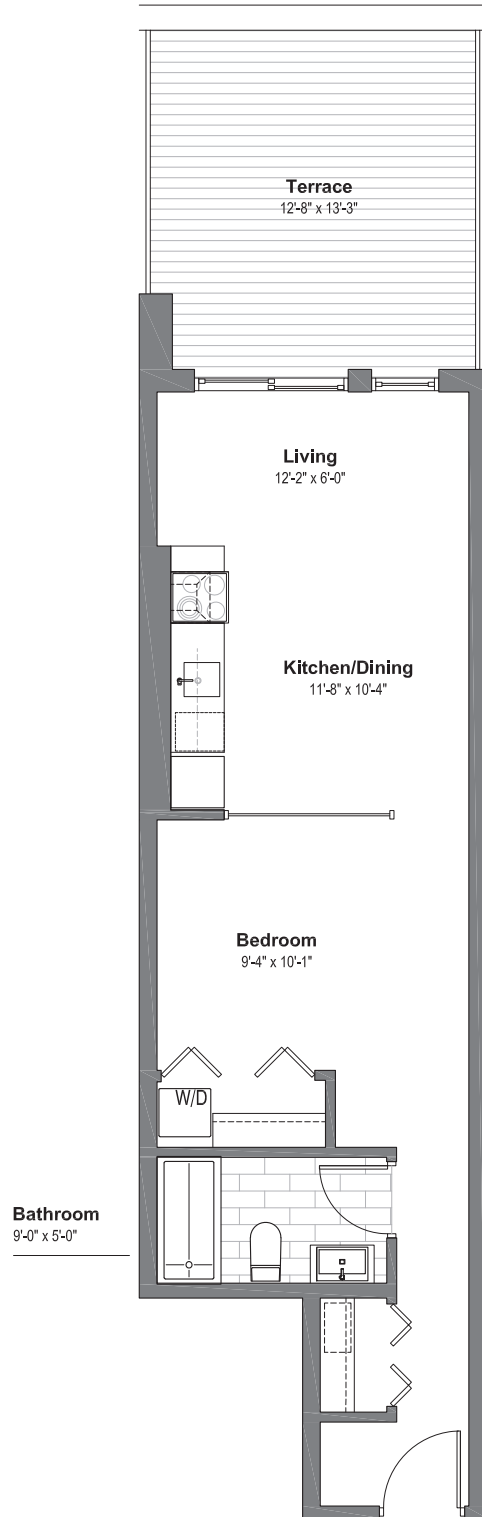 Terrace
12'-8" x 13'-3"
Living
12'-2" x 6'-0"
Kitchen/Dining
11'-8" x 10'-4"
Bedroom
9'-4" x 10'-1"
W/D
Bathroom
9'-0" x 5'-0"